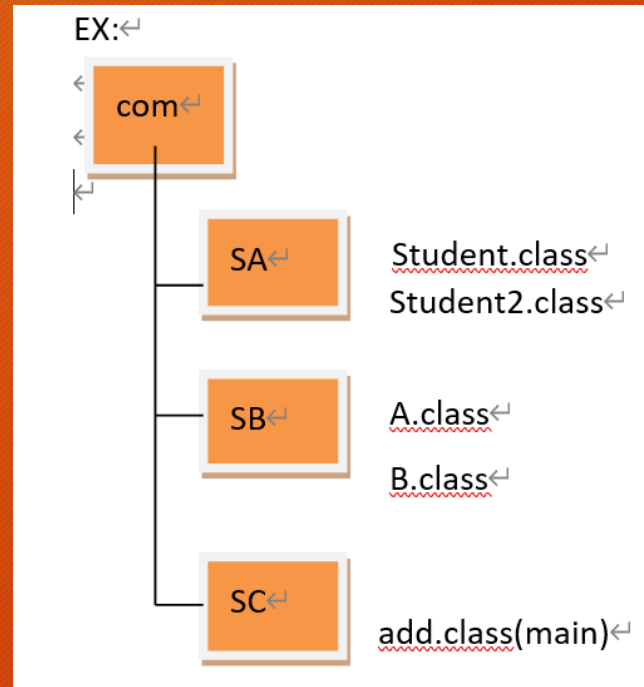 EX:
com
SA
Student.class
Student2.class
SB
A.class
B.class
SC
add.class(main)